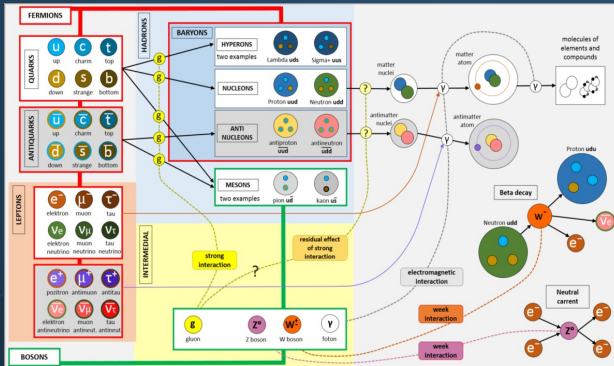 FERMIONS
QUARKS
u c t
up charm top
d s b
down strange bottom
ANTIQUARKS
u c t
up charm top
d s b
down strange bottom
LEPTONS
e⁻ μ⁻ τ⁻
elektron muon tau
Ve Vμ Vτ
elektron muon tau
neutrino neutrino neutrino
e⁺ μ⁺ τ⁺
pozitron antimuon antitau
Ve Vμ Vτ
elektron muon tau
antineutrino antineut. antineut
BOSONS
HADRONS
BARYONS
HYPERONS
two examples
Lambda uds Sigma+ uus
NUCLEONS
Proton uud Neutron udd
ANTI
NUCLEONS
antiproton antineutron
uud udd
MESONS
two examples
pion ud kaon us
g
g
g
g
INTERMEDIAL
strong
interaction
?
residual effect
of strong
interaction
g Z° W± γ
gluon Z boson W boson foton
?
?
matter
nuclei
antimatter
nuclei
γ
γ
γ
matter
atom
antimatter
atom
molecules of
elements and
compounds
electromagnetic
interaction
week
interaction
week
interaction
Proton udu
Beta decay
Neutron udd
W⁻
Ve
e⁻
Neutral
current
e⁻ e⁻
Z°
e⁻ e⁻